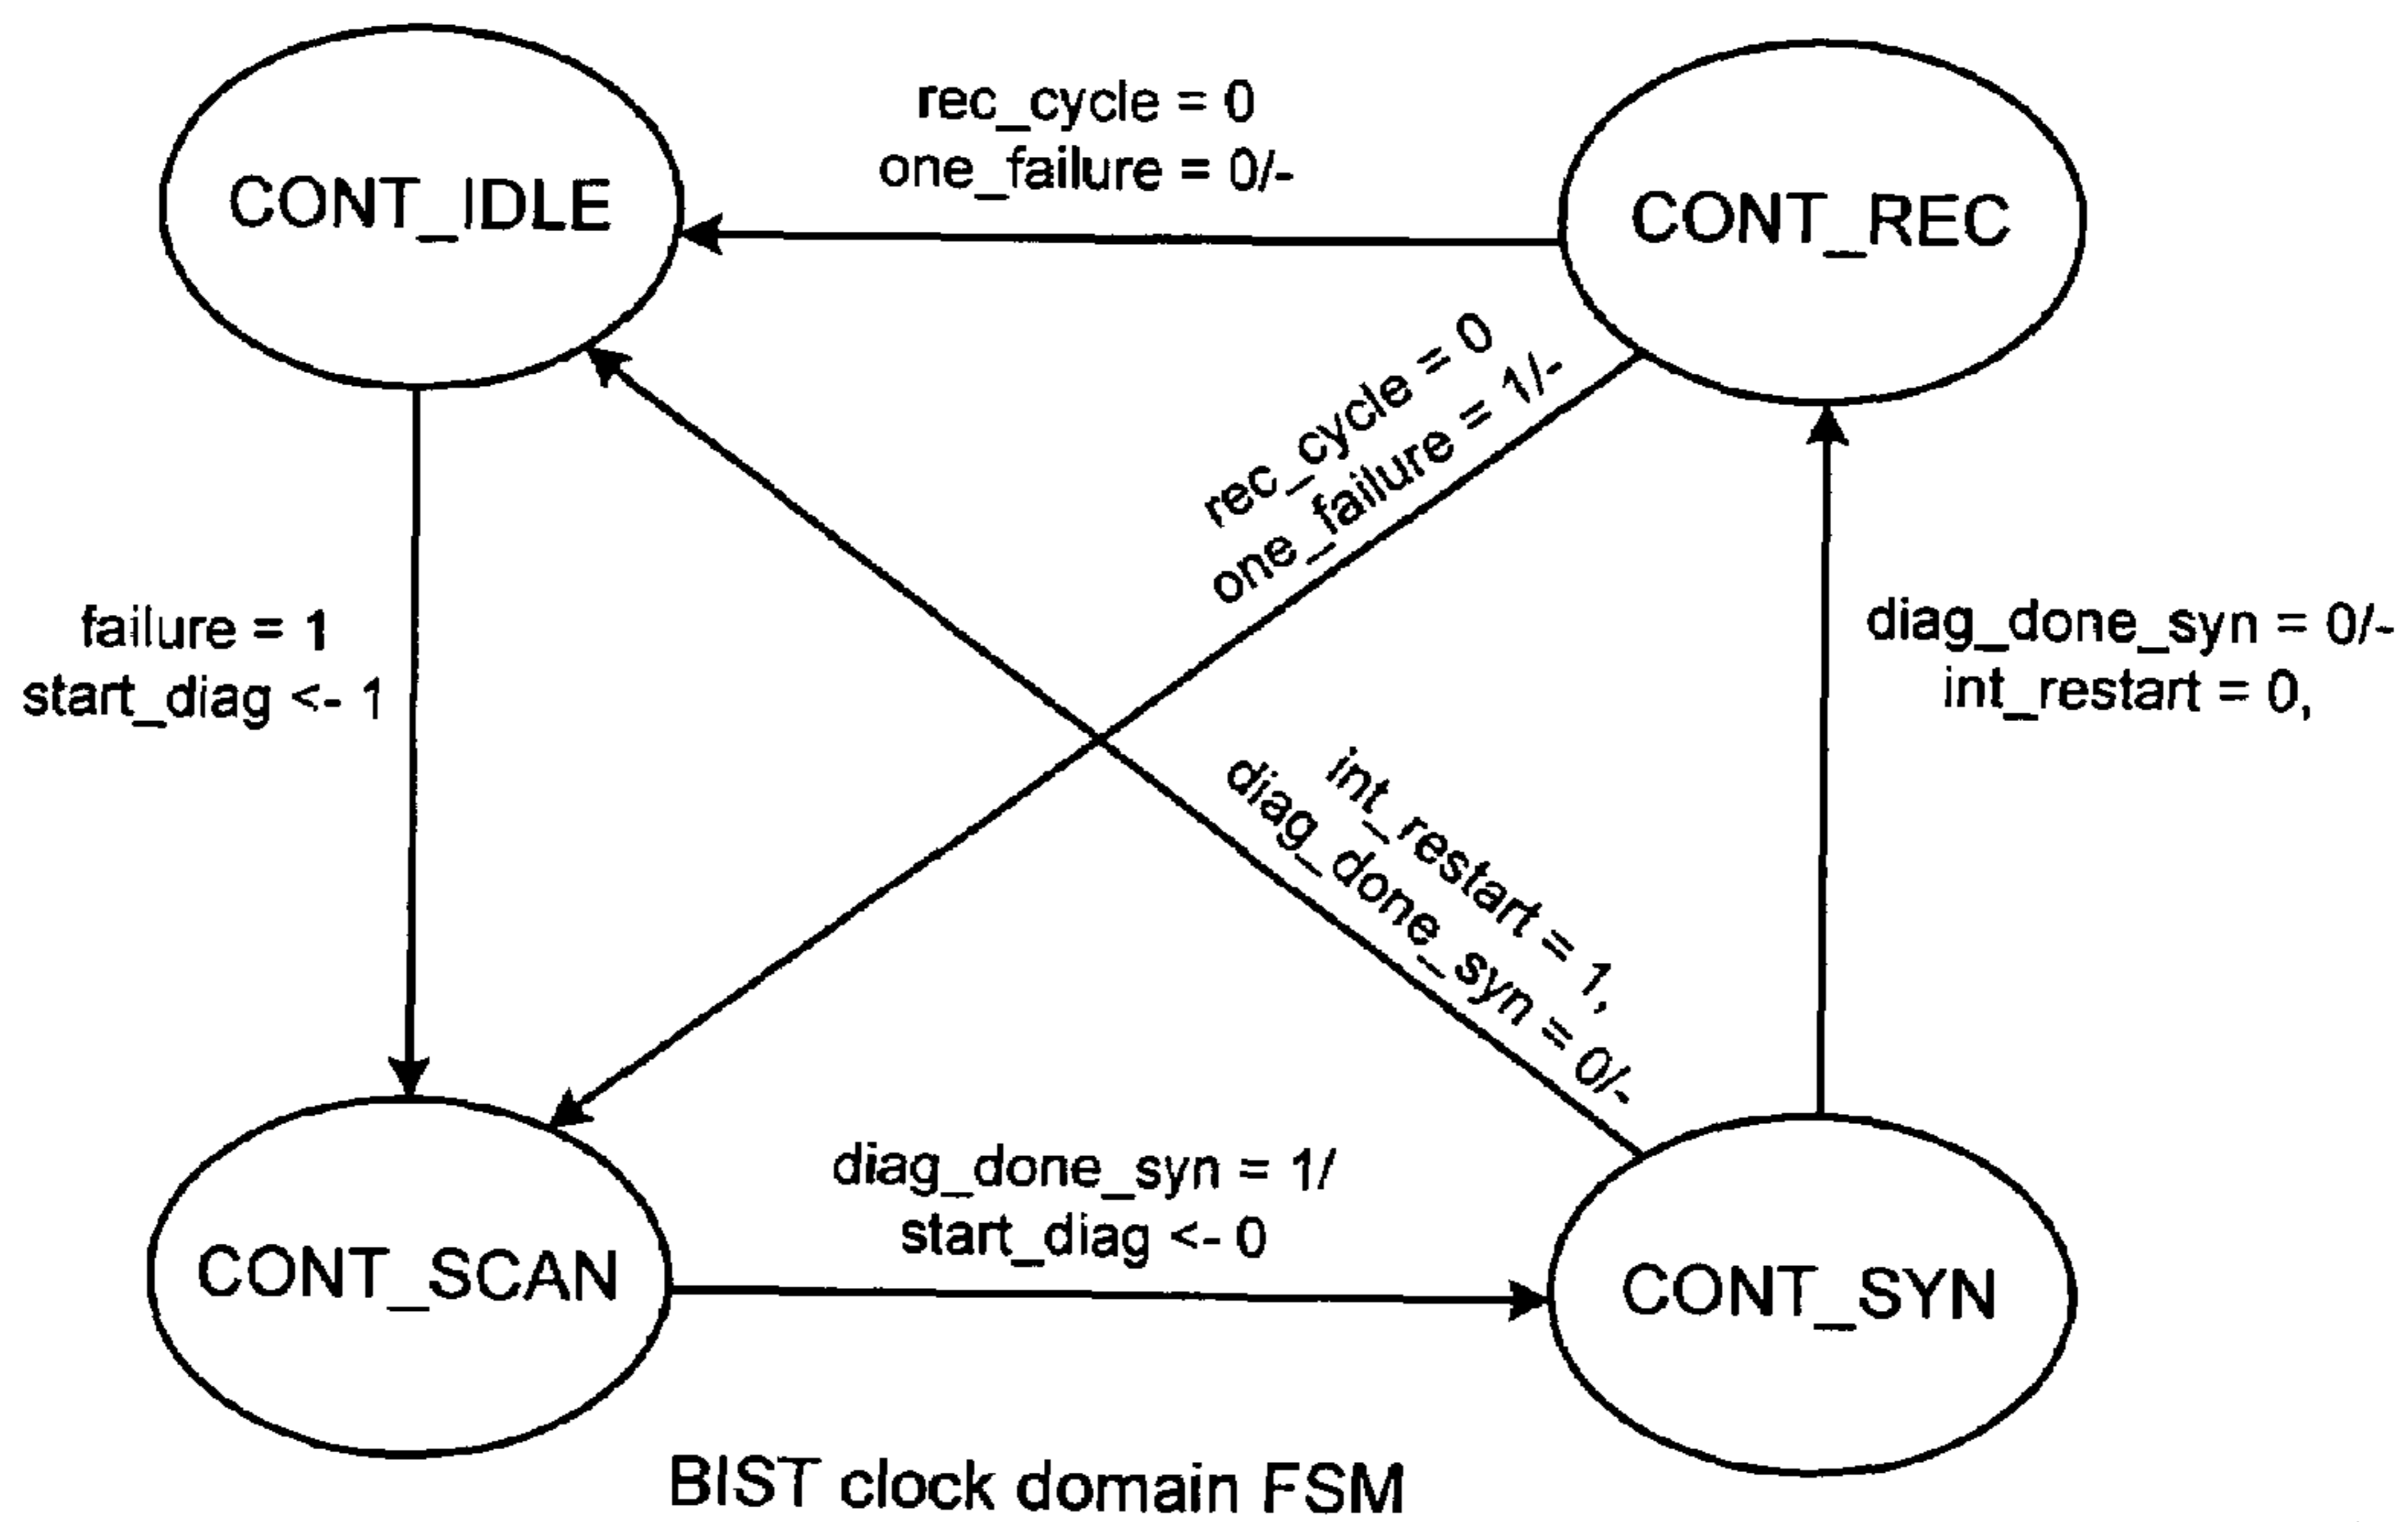 rec_cycle = 0
one_failure = 0/-
CONT_IDLE
CONT_REC
rec_cycle = 0
one_failure = 1/-
failure = 1
start_diag <- 1
diag_done_syn = 0/-
int_restart = 0,
int_restart = 1,
diag_done_syn = 0/-
diag_done_syn = 1/
start_diag <- 0
CONT_SCAN
CONT_SYN
BIST clock domain FSM